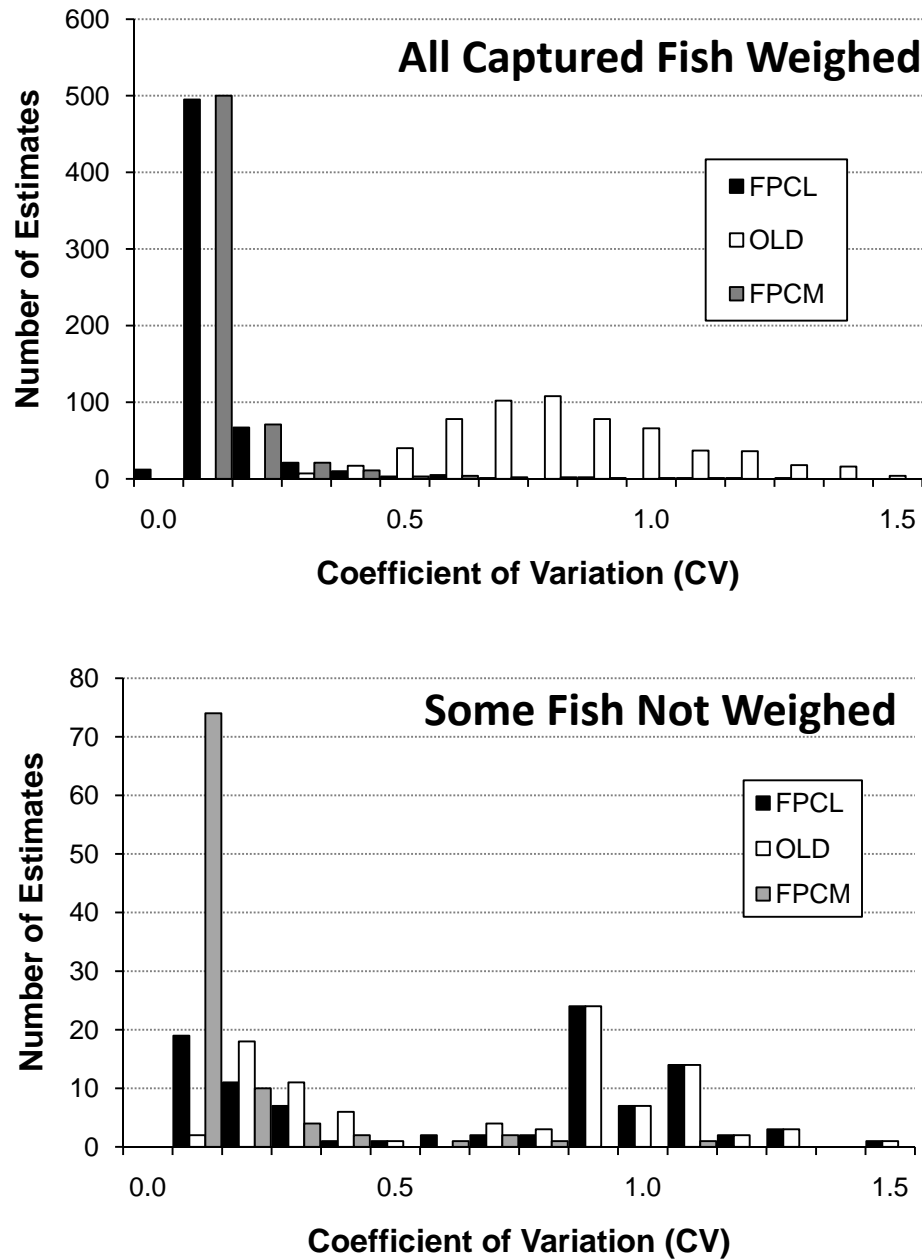 All Captured Fish Weighed
600
500
400
300
200
100
0
Number of Estimates
FPCL
OLD
FPCM
0.0 0.5 1.0 1.5
Coefficient of Variation (CV)
Some Fish Not Weighed
80
70
60
50
40
30
20
10
0
Number of Estimates
FPCL
OLD
FPCM
0.0 0.5 1.0 1.5
Coefficient of Variation (CV)